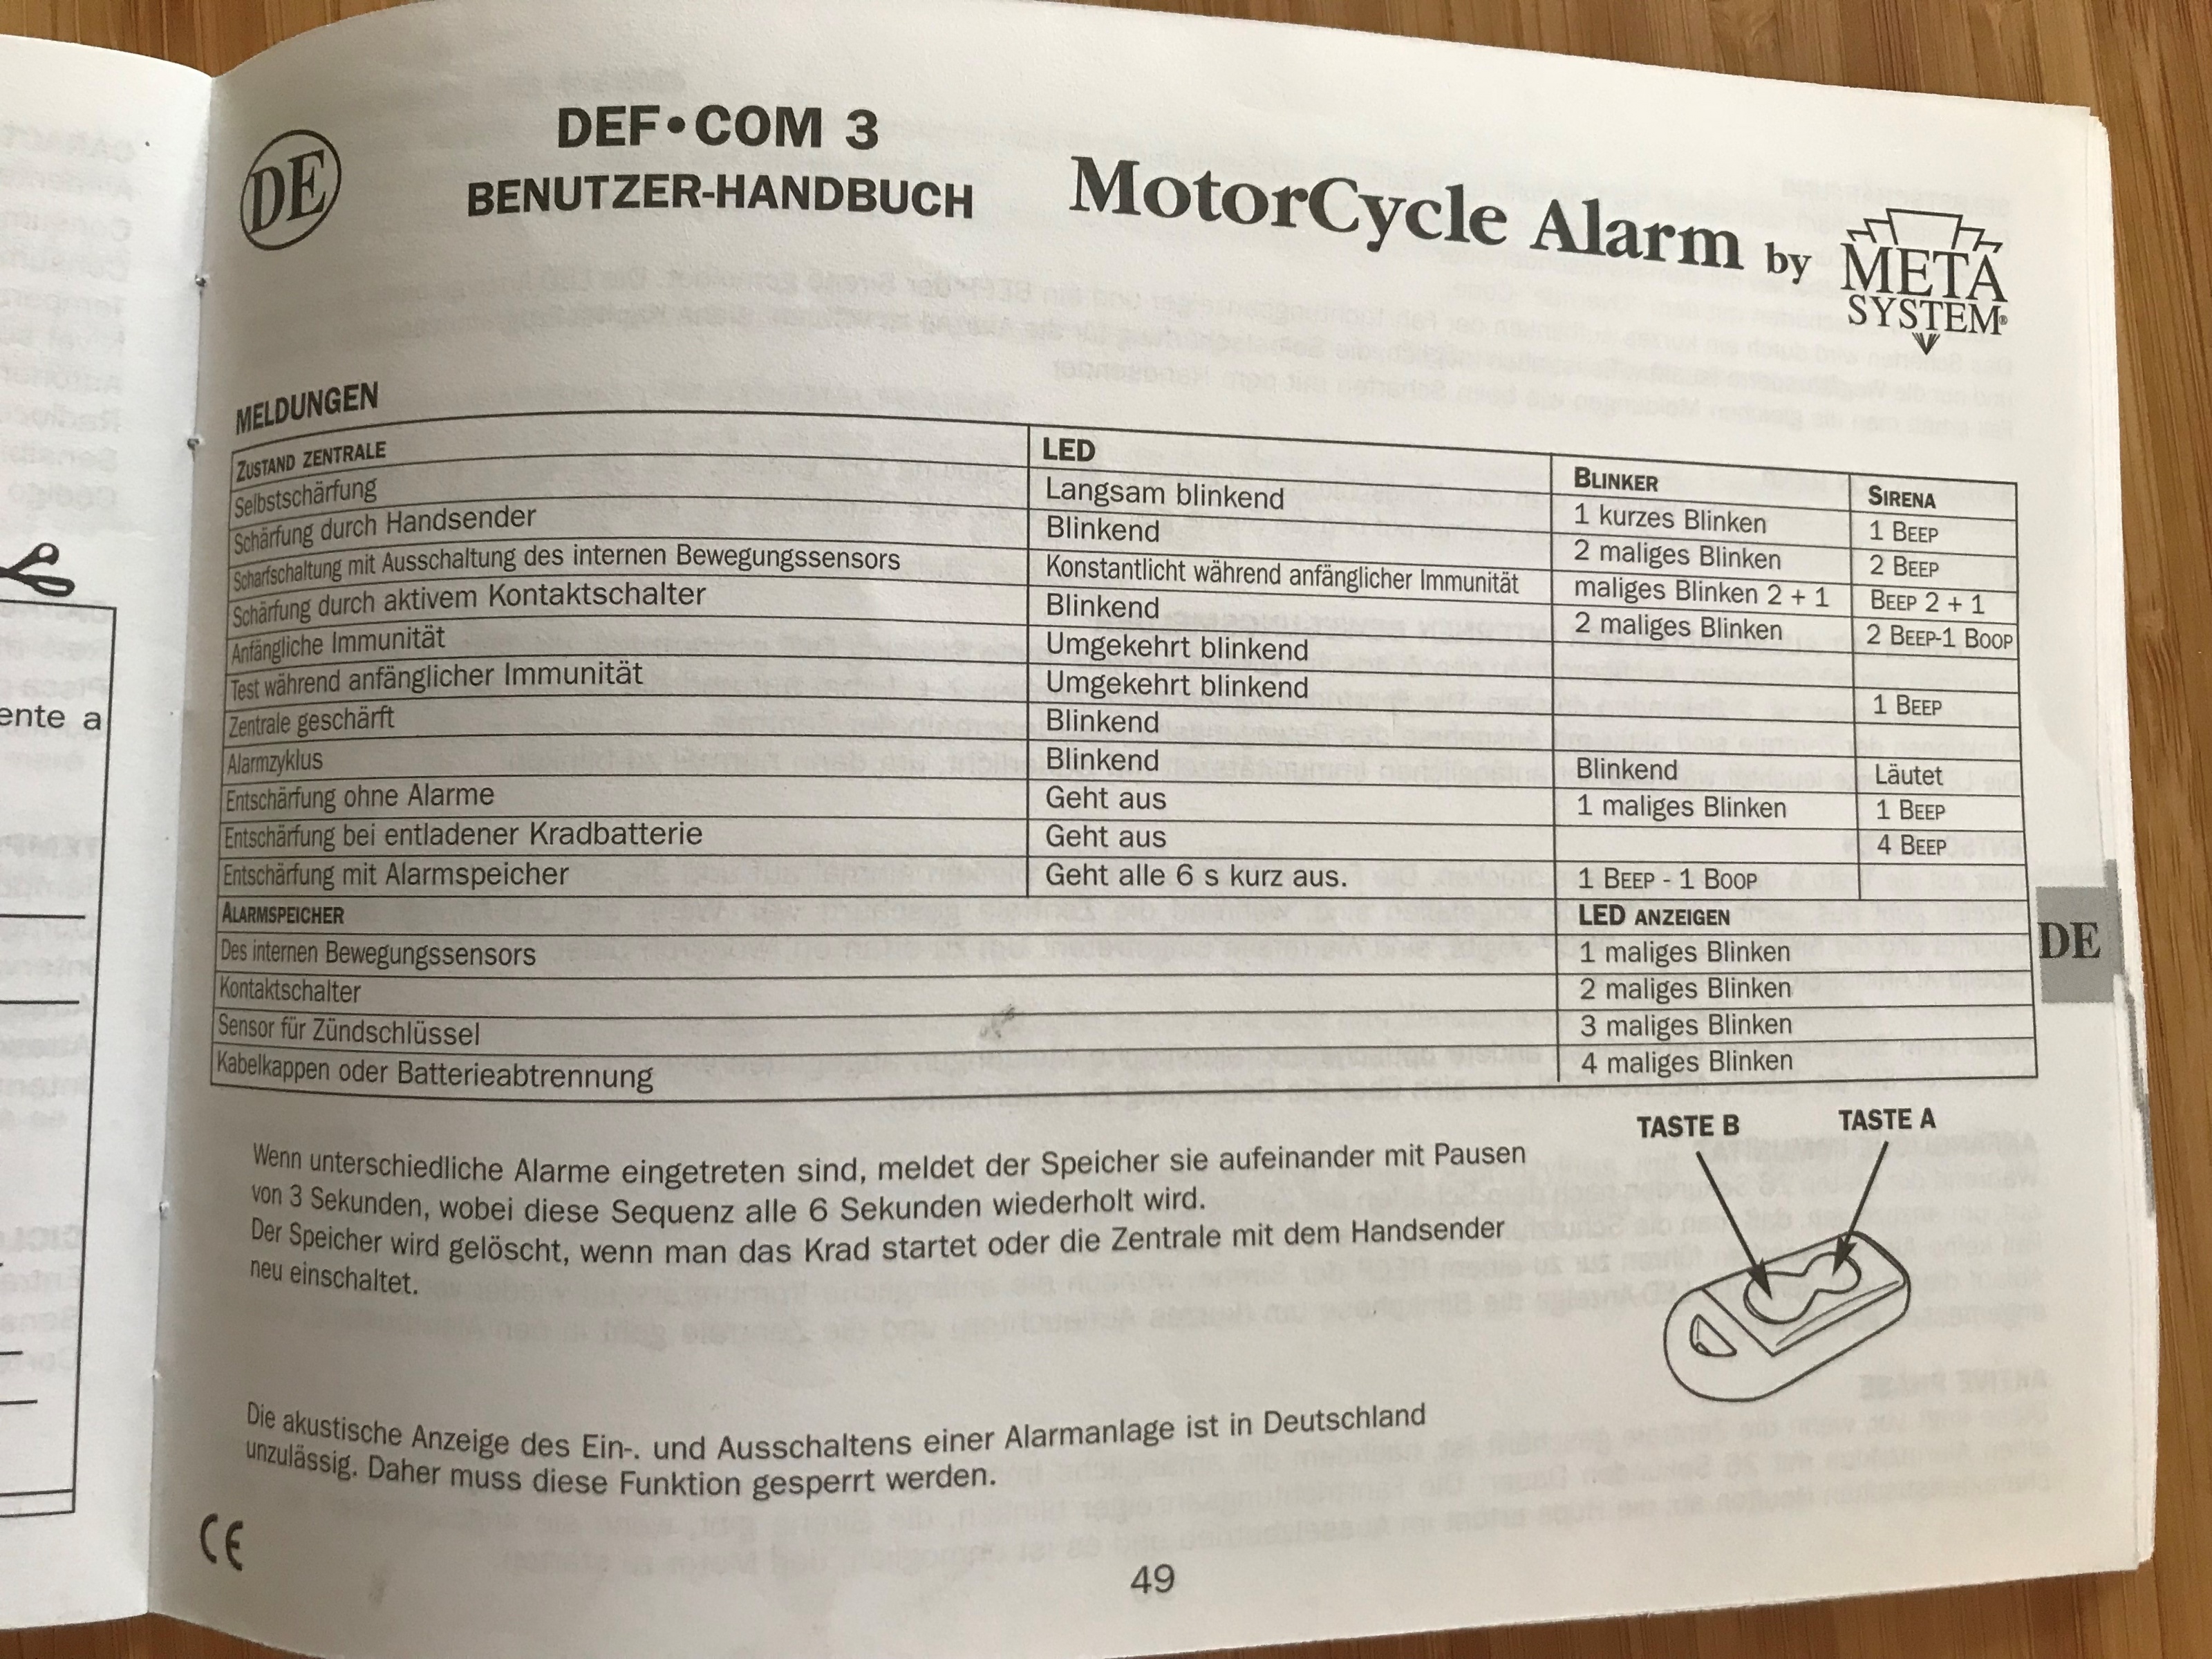 DE
DEF•COM 3
BENUTZER-HANDBUCH
MotorCycle Alarm by
META
SYSTEM®
MELDUNGEN
ZUSTAND ZENTRALE LED BLINKER SIRENA
Selbstschärfung Langsam blinkend 1 kurzes Blinken 1 BEEP
Schärfung durch Handsender Blinkend 2 maliges Blinken 2 BEEP
Scharfschaltung mit Ausschaltung des internen Bewegungssensors Konstantlicht während anfänglicher Immunität maliges Blinken 2 + 1 BEEP 2 + 1
Schärfung durch aktivem Kontaktschalter Blinkend 2 maliges Blinken 2 BEEP-1 BOOP
Anfängliche Immunität Umgekehrt blinkend
Test während anfänglicher Immunität Umgekehrt blinkend 1 BEEP
Zentrale geschärft Blinkend
Alarmzyklus Blinkend Blinkend Läutet
Entschärfung ohne Alarme Geht aus 1 maliges Blinken 1 BEEP
Entschärfung bei entladener Kradbatterie Geht aus 4 BEEP
Entschärfung mit Alarmspeicher Geht alle 6 s kurz aus. 1 BEEP - 1 BOOP
ALARMSPEICHER LED ANZEIGEN
Des internen Bewegungssensors 1 maliges Blinken
Kontaktschalter 2 maliges Blinken
Sensor für Zündschlüssel 3 maliges Blinken
Kabelkappen oder Batterieabtrennung 4 maliges Blinken
DE
TASTE B TASTE A
Wenn unterschiedliche Alarme eingetreten sind, meldet der Speicher sie aufeinander mit Pausen
von 3 Sekunden, wobei diese Sequenz alle 6 Sekunden wiederholt wird.
Der Speicher wird gelöscht, wenn man das Krad startet oder die Zentrale mit dem Handsender
neu einschaltet.
Die akustische Anzeige des Ein-. und Ausschaltens einer Alarmanlage ist in Deutschland
unzulässig. Daher muss diese Funktion gesperrt werden.
CE
49
ente a